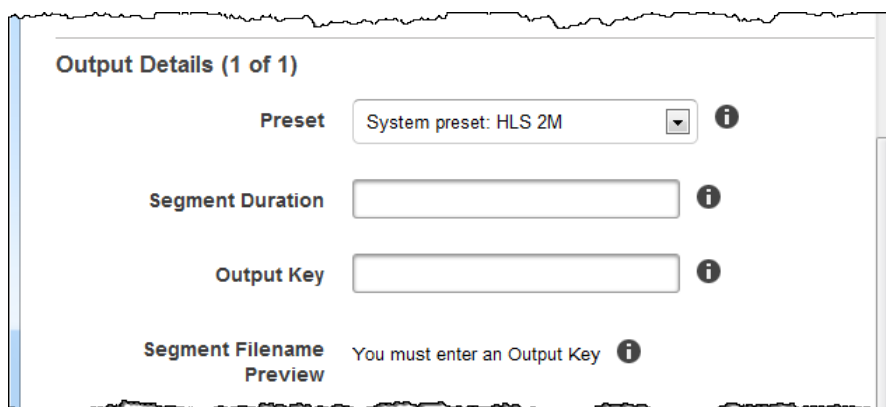 Output Details (1 of 1)
Preset
System preset: HLS 2M
Segment Duration
Output Key
Segment Filename
Preview
You must enter an Output Key